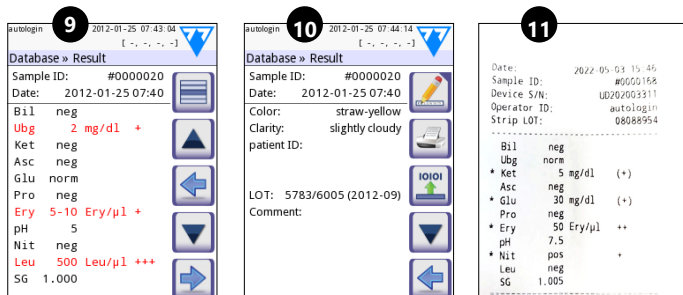 9
autologin 2012-01-25 07:43:04
[ -, -, -, -]
Database » Result
Sample ID: #0000020
Date: 2012-01-25 07:40
Bil neg
Ubg 2 mg/dl +
Ket neg
Asc neg
Glu norm
Pro neg
Ery 5-10 Ery/µl +
pH 5
Nit neg
Leu 500 Leu/µl +++
SG 1.000
10
autologin 2012-01-25 07:44:14
[ -, -, -, -]
Database » Result
Sample ID: #0000020
Date: 2012-01-25 07:40
Color: straw-yellow
Clarity: slightly cloudy
patient ID:
IOIOI
LOT: 5783/6005 (2012-09)
Comment:
11
Date: 2022-05-03 15:46
Sample ID: #0000168
Device S/N: UD202003311
Operator ID: autologin
Strip LOT: 08088954
Bil neg
Ubg norm
* Ket 5 mg/dl (+)
Asc neg
* Glu 30 mg/dl (+)
Pro neg
* Ery 50 Ery/µl ++
pH 7.5
* Nit pos +
Leu neg
SG 1.005